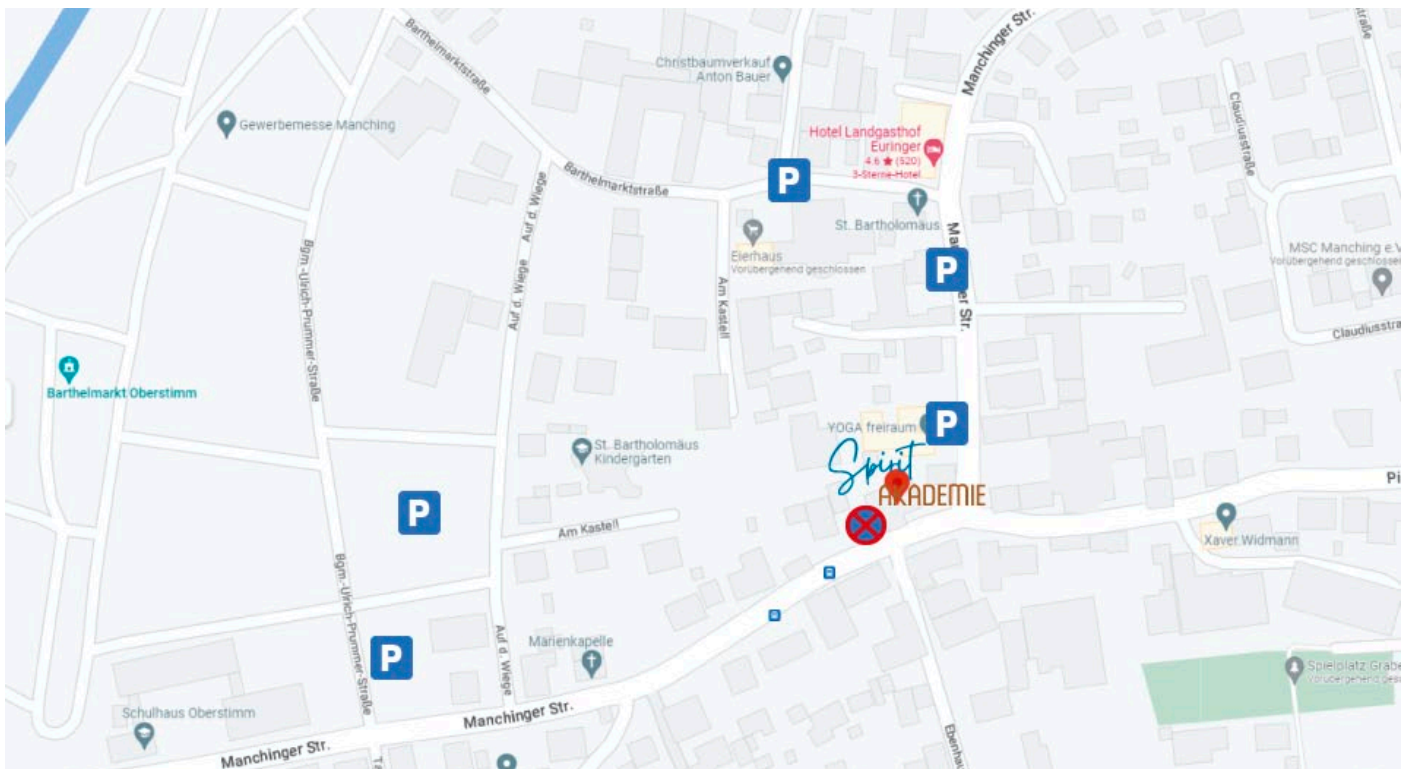 Barthelmarktstraße
Manchinger Str.
Christbaumverkauf
Anton Bauer
Gewerbemesse Manching
Hotel Landgasthof
Euringer
4.6 ★ (520)
3-Sterne-Hotel
Claudiusstraße
P
Barthelmarktstraße
Auf d. Wiege
St. Bartholomäus
Eierhaus
Vorübergehend geschlossen
MSC Manching e.V
Vorübergehend geschlossen
P
er Str.
Bgm.-Ulrich-Prummer-Straße
Auf d. Wiege
Am Kastell
Barthelmarkt Oberstimm
YOGA freiraum
P
St. Bartholomäus
Kindergarten
Spirit
AKADEMIE
P
Am Kastell
Xaver Widmann
Bgm.-Ulrich-Prummer-Straße
P
Auf d. Wiege
Marienkapelle
Schulhaus Oberstimm
Manchinger Str.
Manchinger Str.